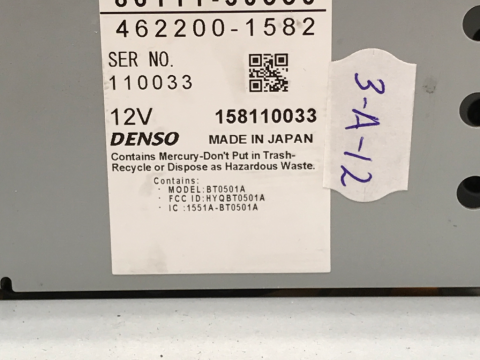 462200-1582
SER NO.
110033
12V 158110033
DENSO MADE IN JAPAN
Contains Mercury-Don't Put in Trash-
Recycle or Dispose as Hazardous Waste.
Contains:
・ MODEL:BT0501A
・ FCC ID:HYQBT0501A
・ IC :1551A-BT0501A
3-A-12